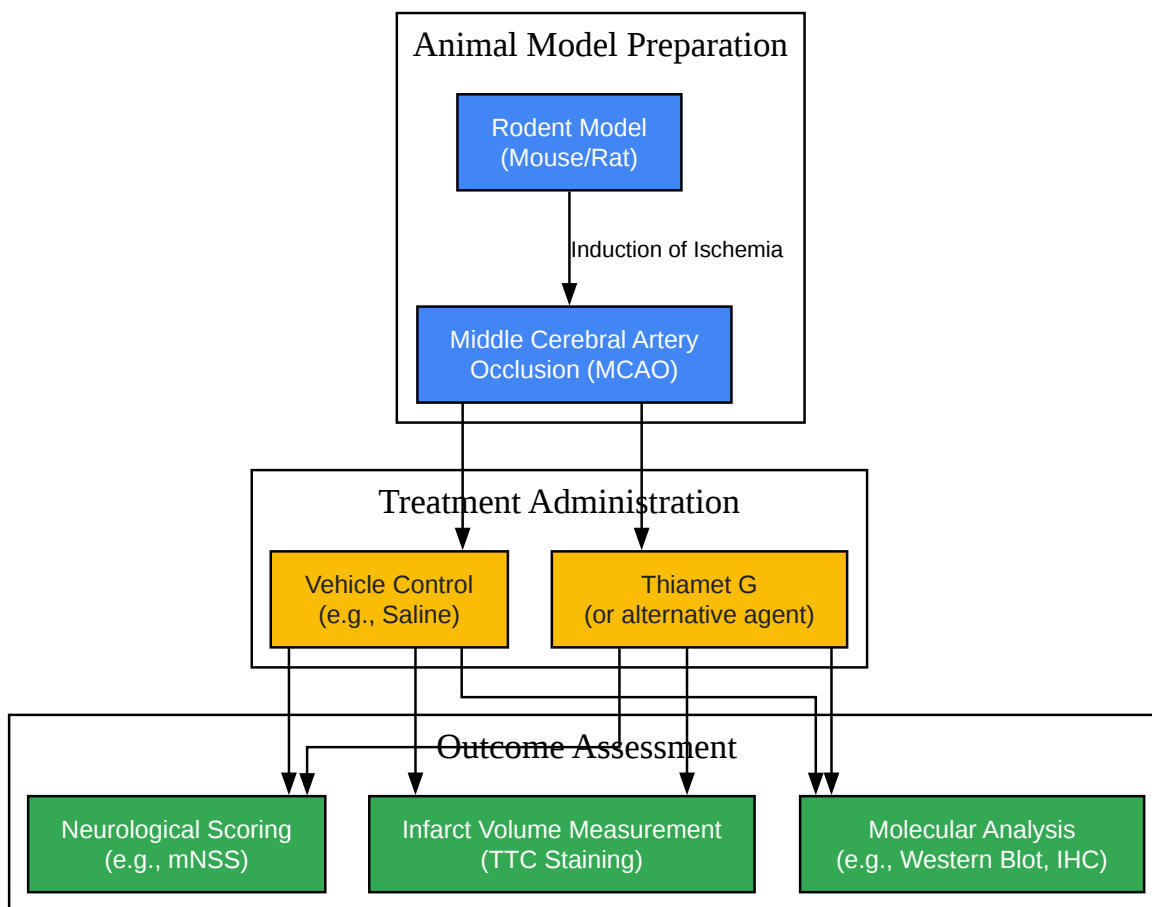 Animal Model Preparation
Rodent Model
(Mouse/Rat)
Induction of Ischemia
Middle Cerebral Artery
Occlusion (MCAO)
Treatment Administration
Vehicle Control
(e.g., Saline)
Thiamet G
(or alternative agent)
Outcome Assessment
Neurological Scoring
(e.g., mNSS)
Infarct Volume Measurement
(TTC Staining)
Molecular Analysis
(e.g., Western Blot, IHC)